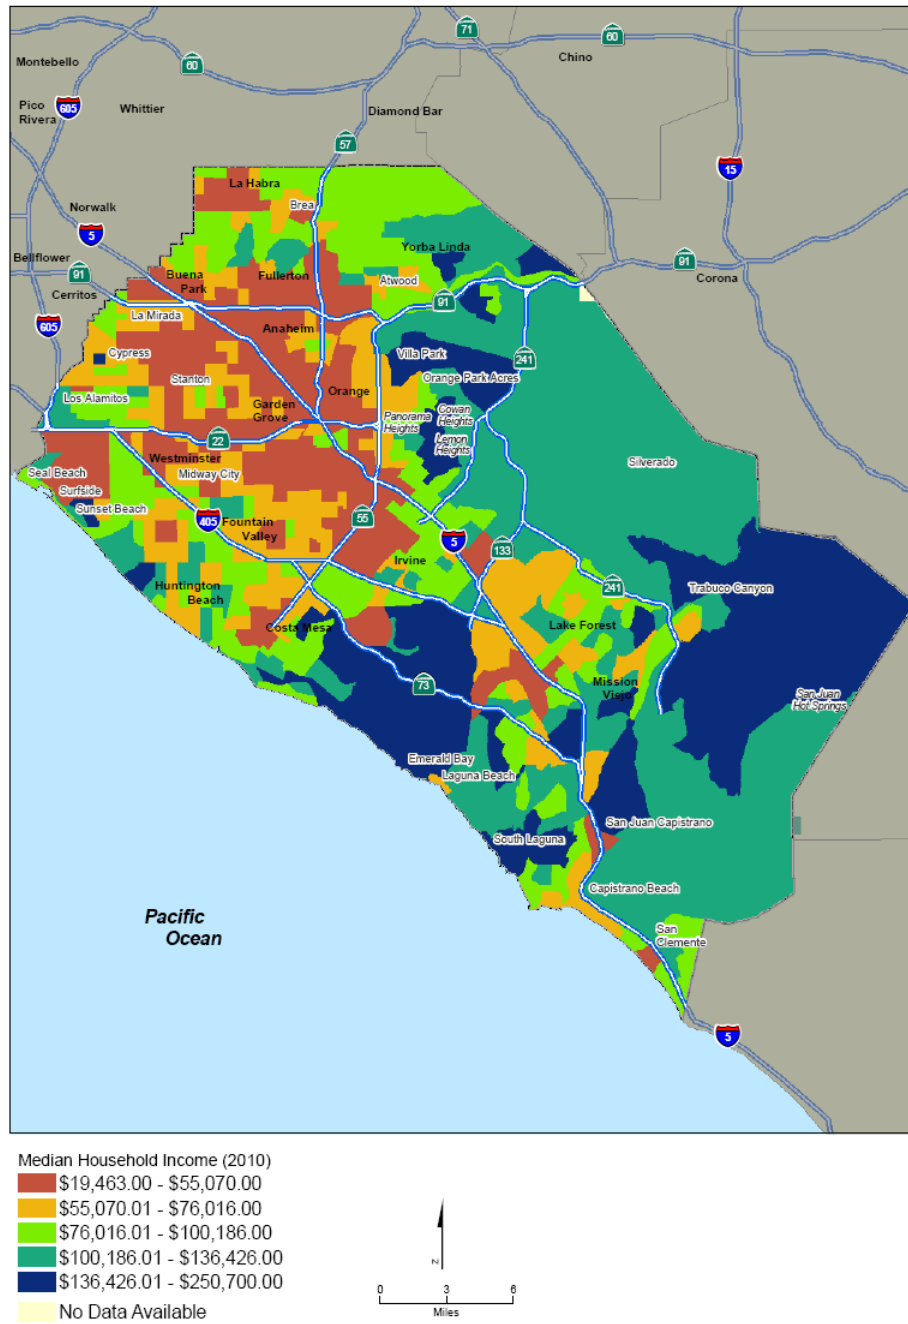 71
60
Chino
Montebello
60
Pico
Rivera
605
Whittier
Diamond Bar
57
15
La Habra
Brea
Norwalk
5
Yorba Linda
Bellflower
91
Cerritos
Buena
Park
Fullerton
Atwood
91
91
Corona
605
La Mirada
Anaheim
Cypress
Villa Park
241
Stanton
Orange Park Acres
Los Alamitos
Orange
Garden
Grove
Panorama
Heights
Cowan
Heights
Lemon
Heights
22
Westminster
Midway City
Silverado
Seal Beach
Surfside
Sunset Beach
405
Fountain
Valley
55
5
133
Irvine
Huntington
Beach
241
Trabuco Canyon
Costa Mesa
Lake Forest
73
Mission
Viejo
San Juan
Hot Springs
Emerald Bay
Laguna Beach
San Juan Capistrano
South Laguna
Capistrano Beach
Pacific
Ocean
San
Clemente
5
Median Household Income (2010)
$19,463.00 - $55,070.00
$55,070.01 - $76,016.00
$76,016.01 - $100,186.00
$100,186.01 - $136,426.00
$136,426.01 - $250,700.00
No Data Available
N
0 3 6
Miles